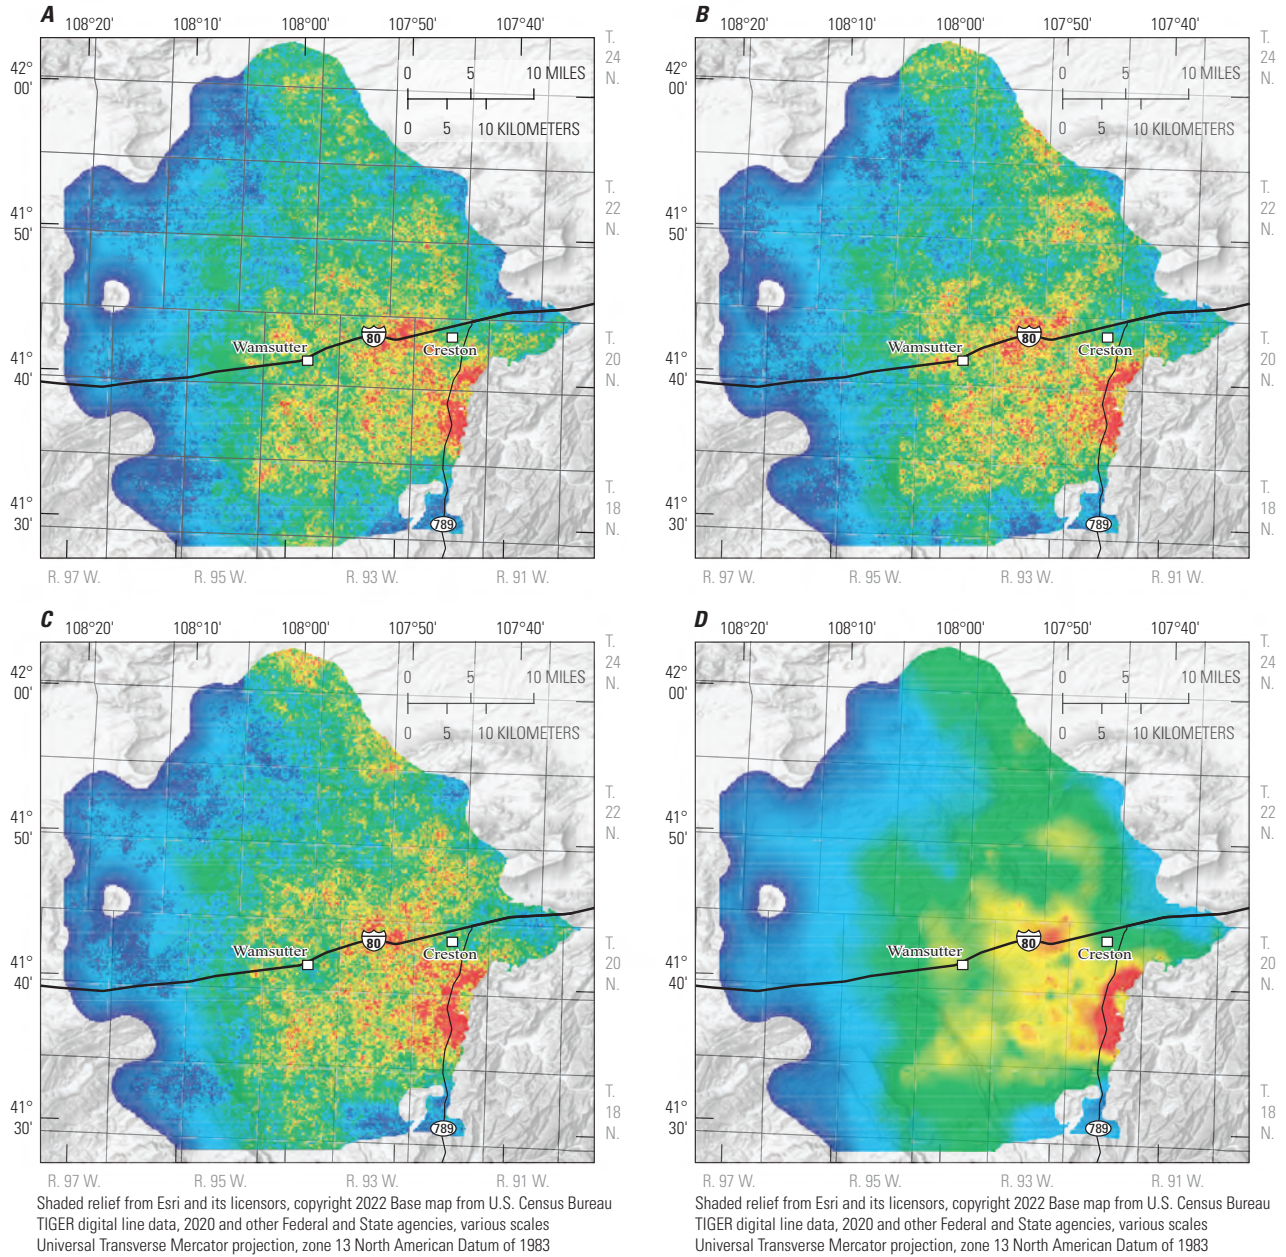 A
108°20' 108°10' 108°00' 107°50' 107°40'
T.
24
N.
42°
00'
0 5 10 MILES
0 5 10 KILOMETERS
T.
22
N.
41°
50'
80
Wamsutter
Creston
T.
20
N.
41°
40'
T.
18
N.
41°
30'
789
R. 97 W. R. 95 W. R. 93 W. R. 91 W.
B
108°20' 108°10' 108°00' 107°50' 107°40'
T.
24
N.
42°
00'
0 5 10 MILES
0 5 10 KILOMETERS
T.
22
N.
41°
50'
80
Wamsutter
Creston
T.
20
N.
41°
40'
T.
18
N.
41°
30'
789
R. 97 W. R. 95 W. R. 93 W. R. 91 W.
C
108°20' 108°10' 108°00' 107°50' 107°40'
T.
24
N.
42°
00'
0 5 10 MILES
0 5 10 KILOMETERS
T.
22
N.
41°
50'
80
Wamsutter
Creston
T.
20
N.
41°
40'
T.
18
N.
41°
30'
789
R. 97 W. R. 95 W. R. 93 W. R. 91 W.
Shaded relief from Esri and its licensors, copyright 2022 Base map from U.S. Census Bureau
TIGER digital line data, 2020 and other Federal and State agencies, various scales
Universal Transverse Mercator projection, zone 13 North American Datum of 1983
D
108°20' 108°10' 108°00' 107°50' 107°40'
T.
24
N.
42°
00'
0 5 10 MILES
0 5 10 KILOMETERS
T.
22
N.
41°
50'
80
Wamsutter
Creston
T.
20
N.
41°
40'
T.
18
N.
41°
30'
789
R. 97 W. R. 95 W. R. 93 W. R. 91 W.
Shaded relief from Esri and its licensors, copyright 2022 Base map from U.S. Census Bureau
TIGER digital line data, 2020 and other Federal and State agencies, various scales
Universal Transverse Mercator projection, zone 13 North American Datum of 1983